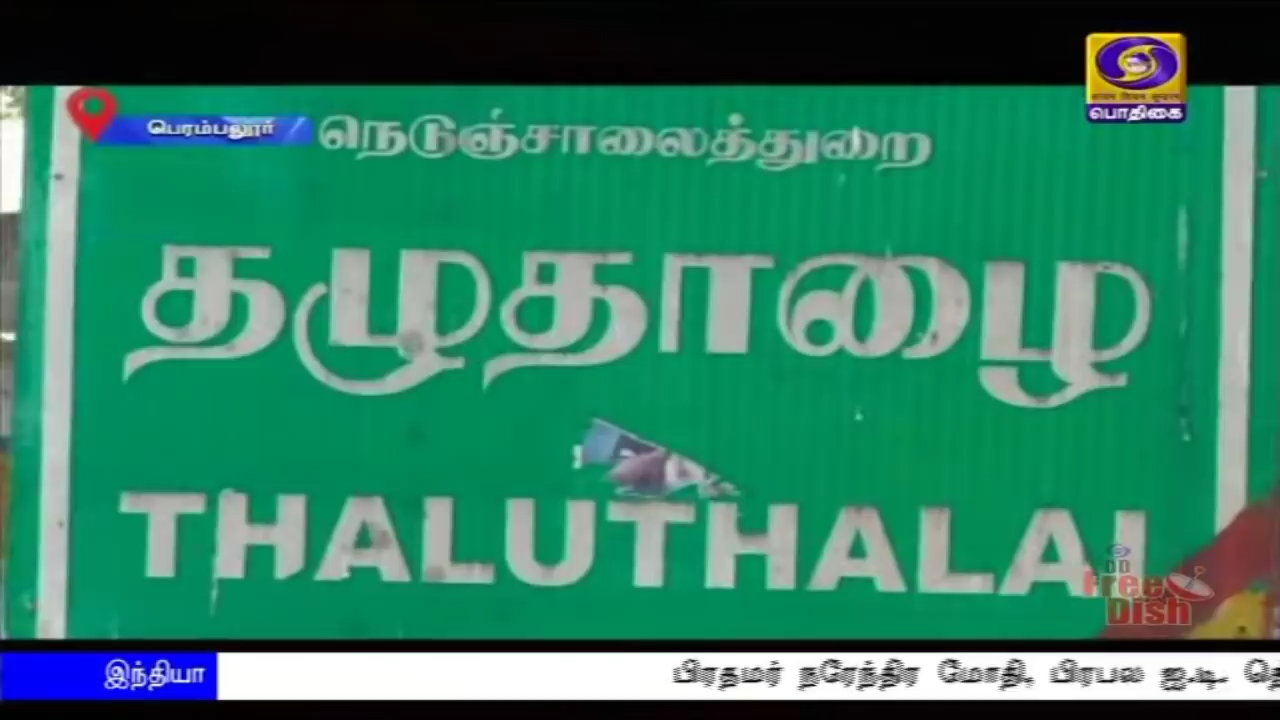 பெரம்பலூர்
நெடுஞ்சாலைத்துறை
பொதிகை
தழுதாழை
THALUTHALAI
DD
Free
Dish
இந்தியா
பிரதமர் நரேந்திர மோதி, பிரபல ஐ.டி.